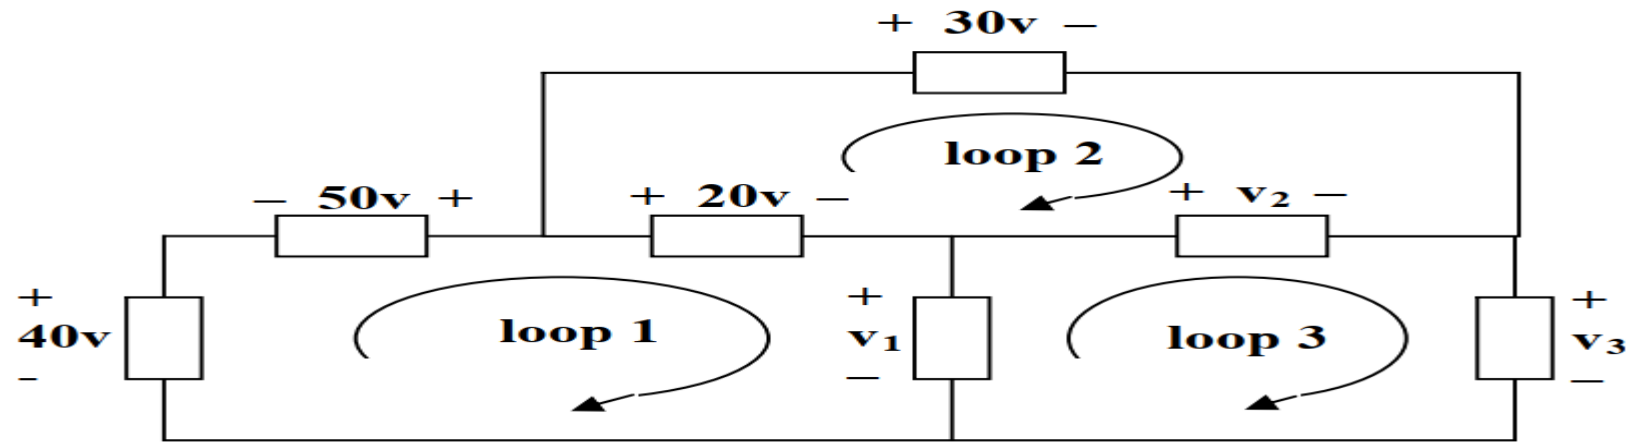 + 30v –
loop 2
– 50v +
+ 20v –
+ v₂ –
+
40v
-
loop 1
+
v₁
–
loop 3
+
v₃
–